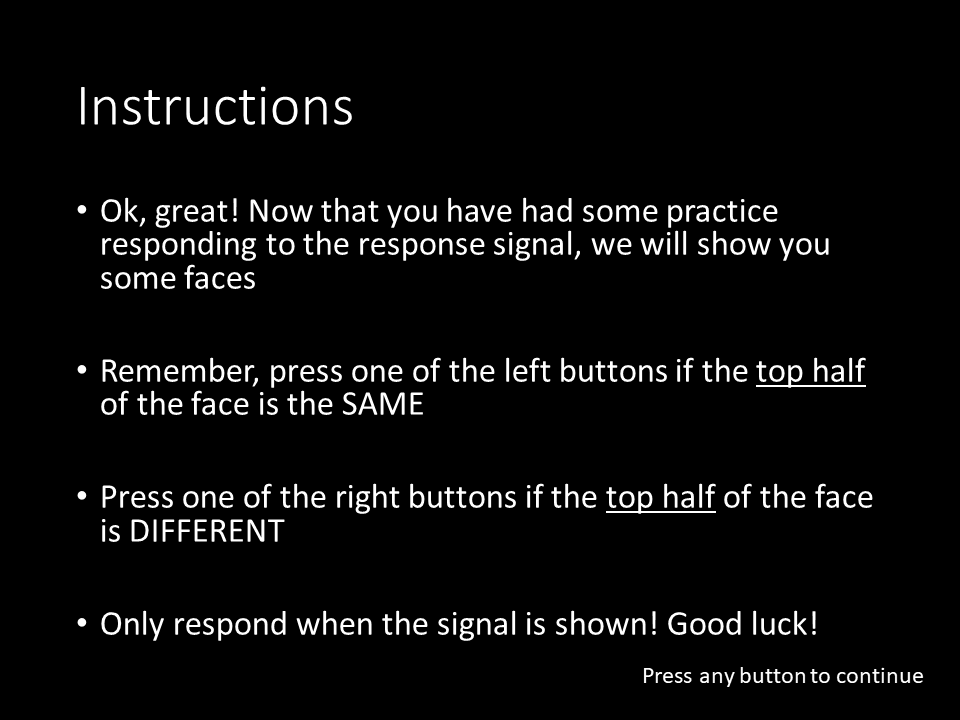 Instructions
• Ok, great! Now that you have had some practice
responding to the response signal, we will show you
some faces
• Remember, press one of the left buttons if the top half
of the face is the SAME
• Press one of the right buttons if the top half of the face
is DIFFERENT
• Only respond when the signal is shown! Good luck!
Press any button to continue